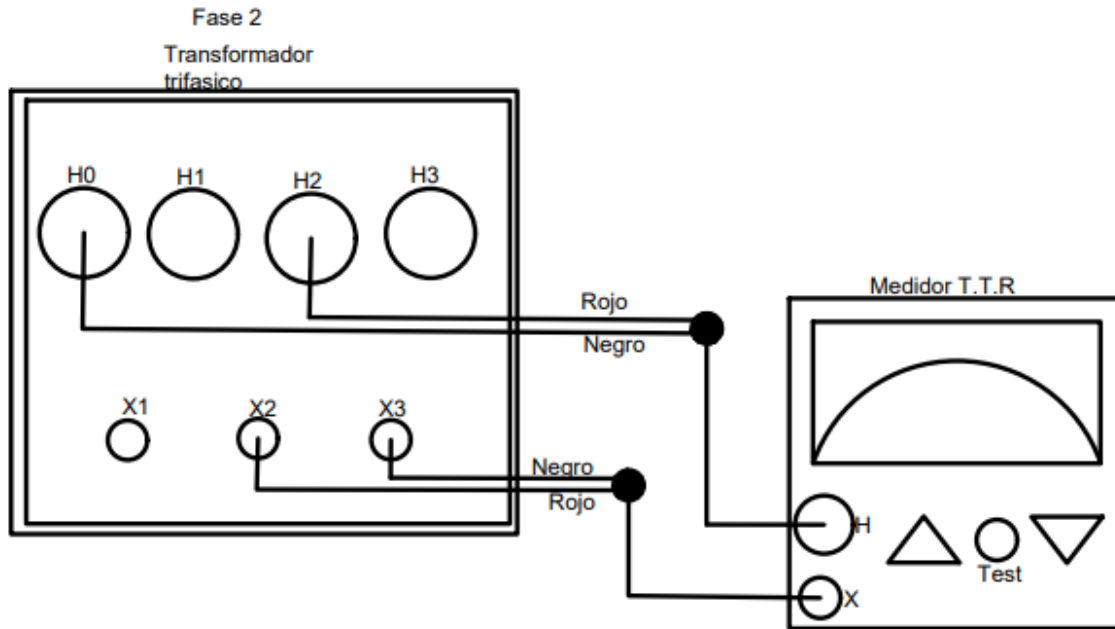 Fase 2
Transformador
trifasico
H0
H1
H2
H3
Rojo
Negro
Medidor T.T.R
X1
X2
X3
Negro
Rojo
H
Test
X